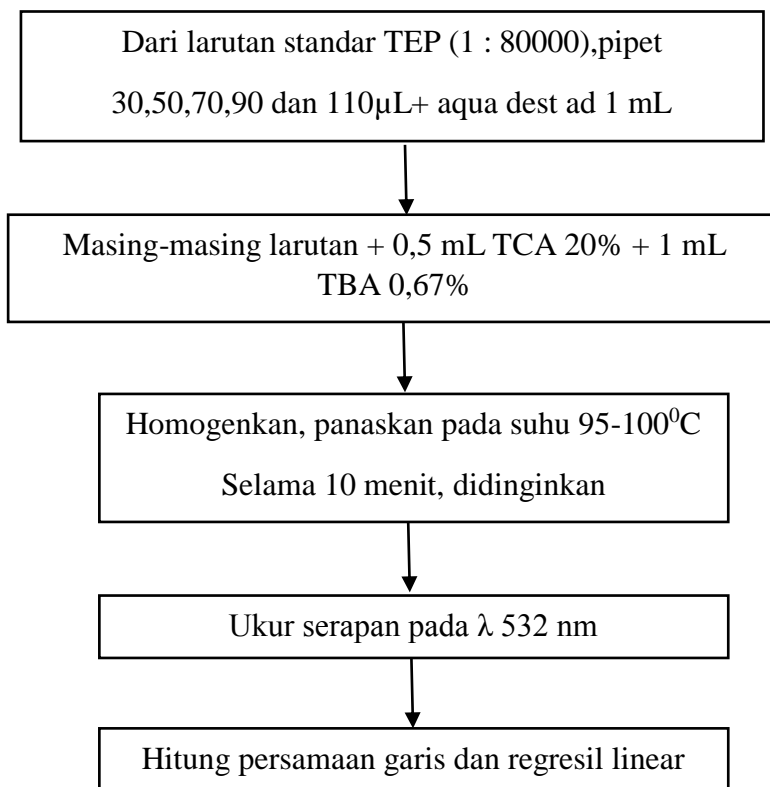 Dari larutan standar TEP (1 : 80000),pipet
30,50,70,90 dan 110µL+ aqua dest ad 1 mL
Masing-masing larutan + 0,5 mL TCA 20% + 1 mL
TBA 0,67%
Homogenkan, panaskan pada suhu 95-100⁰C
Selama 10 menit, didinginkan
Ukur serapan pada λ 532 nm
Hitung persamaan garis dan regresil linear